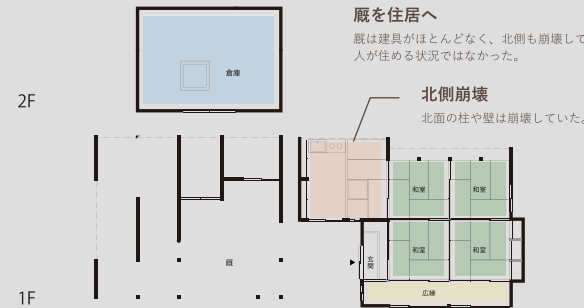 厩を住居へ
厩は建具がほとんどなく、北側も崩壊して
人が住める状況ではなかった。
倉庫
2F
北側崩壊
北面の柱や壁は崩壊していた。
和室
和室
和室
和室
玄関
厩
広縁
1F